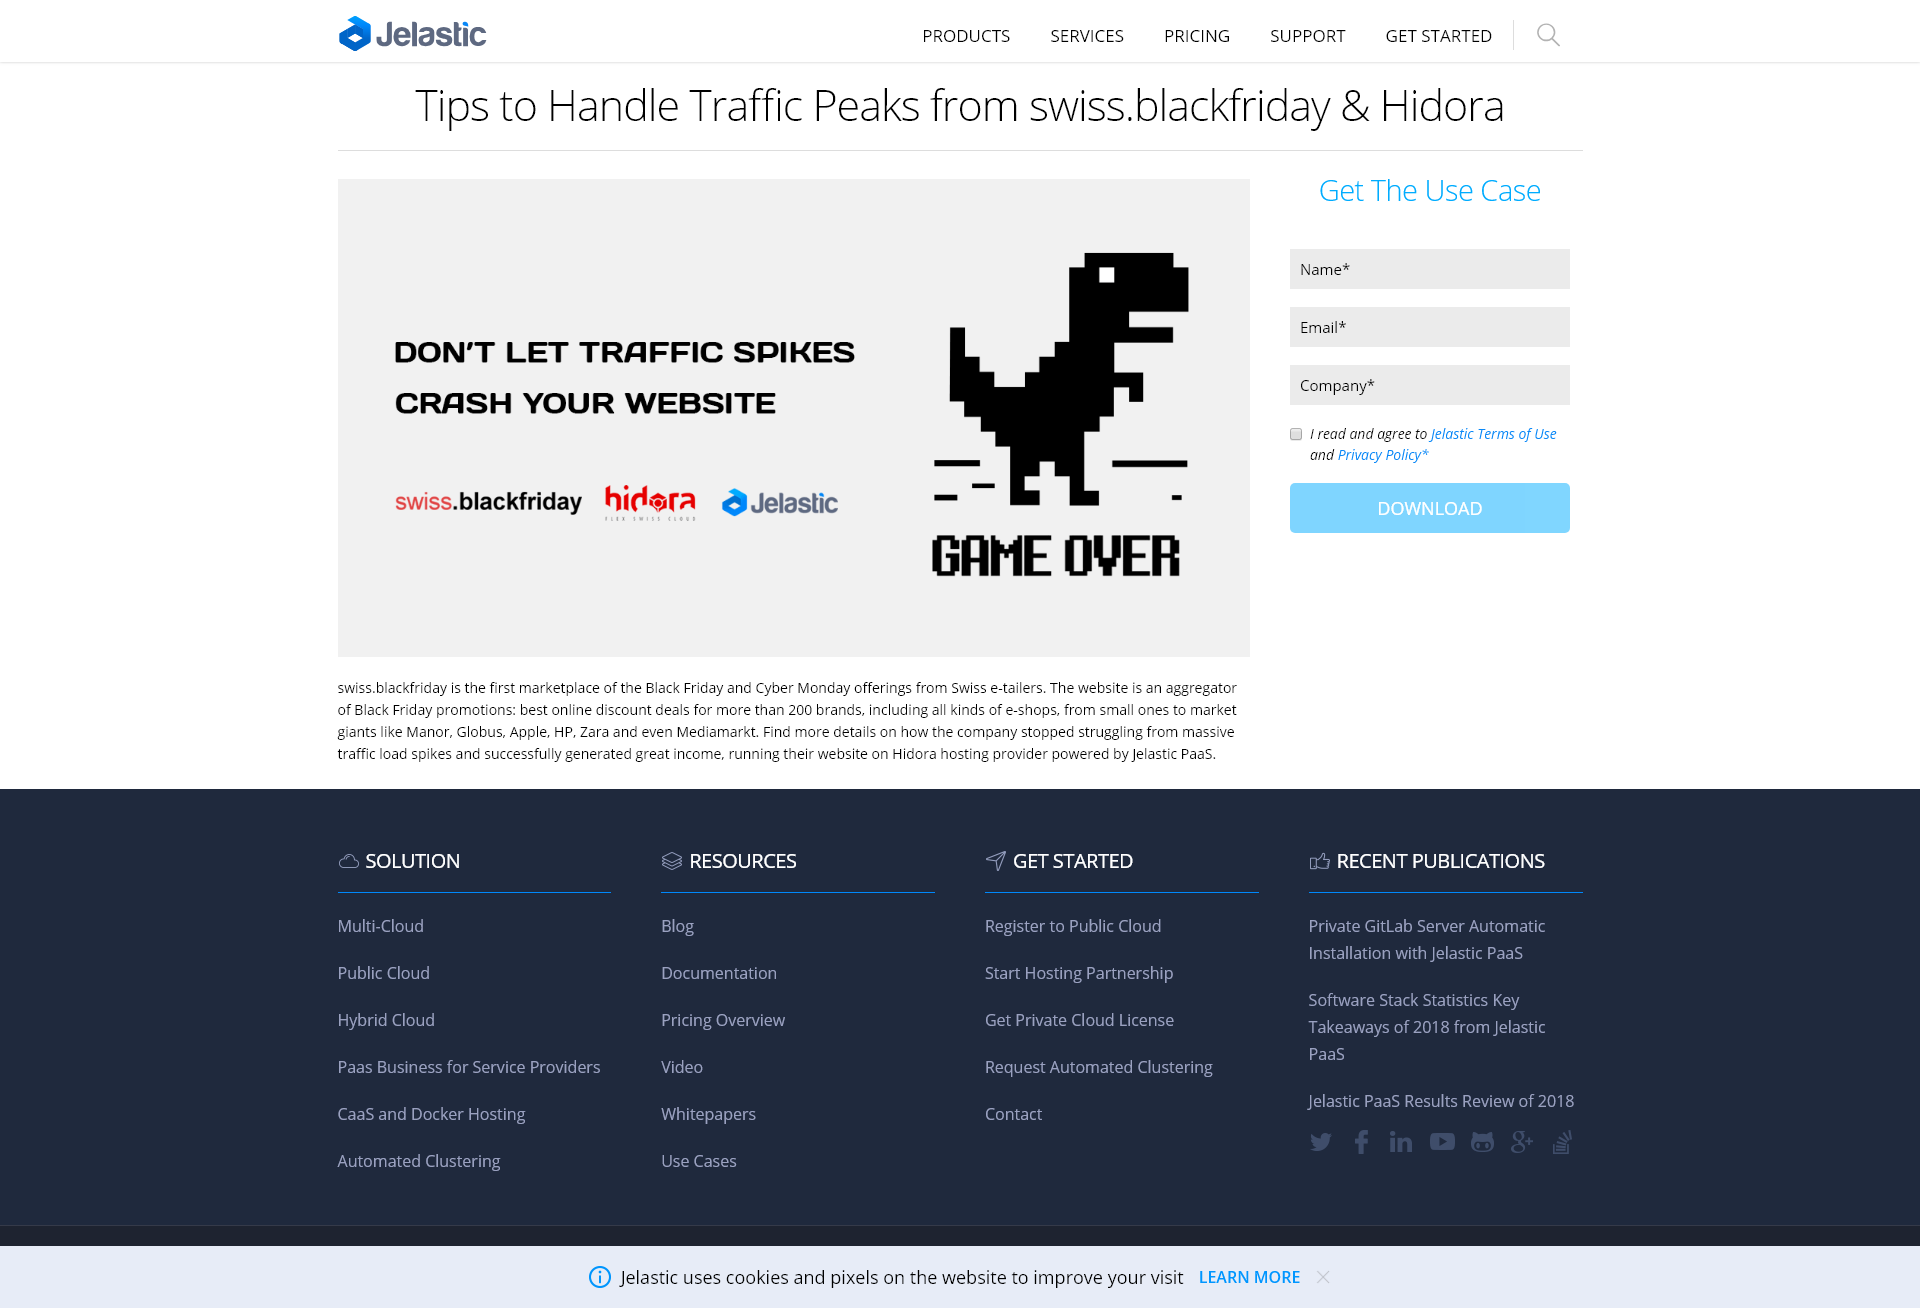 Jelastic
PRODUCTS SERVICES PRICING SUPPORT GET STARTED
Tips to Handle Traffic Peaks from swiss.blackfriday & Hidora
DON'T LET TRAFFIC SPIKES
CRASH YOUR WEBSITE
swiss.blackfriday hidora Jelastic
FLEX SWISS CLOUD
GAME OVER
Get The Use Case
Name*
Email*
Company*
I read and agree to Jelastic Terms of Use
and Privacy Policy*
DOWNLOAD
swiss.blackfriday is the first marketplace of the Black Friday and Cyber Monday offerings from Swiss e-tailers. The website is an aggregator
of Black Friday promotions: best online discount deals for more than 200 brands, including all kinds of e-shops, from small ones to market
giants like Manor, Globus, Apple, HP, Zara and even Mediamarkt. Find more details on how the company stopped struggling from massive
traffic load spikes and successfully generated great income, running their website on Hidora hosting provider powered by Jelastic PaaS.
SOLUTION
Multi-Cloud
Public Cloud
Hybrid Cloud
Paas Business for Service Providers
CaaS and Docker Hosting
Automated Clustering
RESOURCES
Blog
Documentation
Pricing Overview
Video
Whitepapers
Use Cases
GET STARTED
Register to Public Cloud
Start Hosting Partnership
Get Private Cloud License
Request Automated Clustering
Contact
RECENT PUBLICATIONS
Private GitLab Server Automatic
Installation with Jelastic PaaS
Software Stack Statistics Key
Takeaways of 2018 from Jelastic
PaaS
Jelastic PaaS Results Review of 2018
Jelastic uses cookies and pixels on the website to improve your visit LEARN MORE